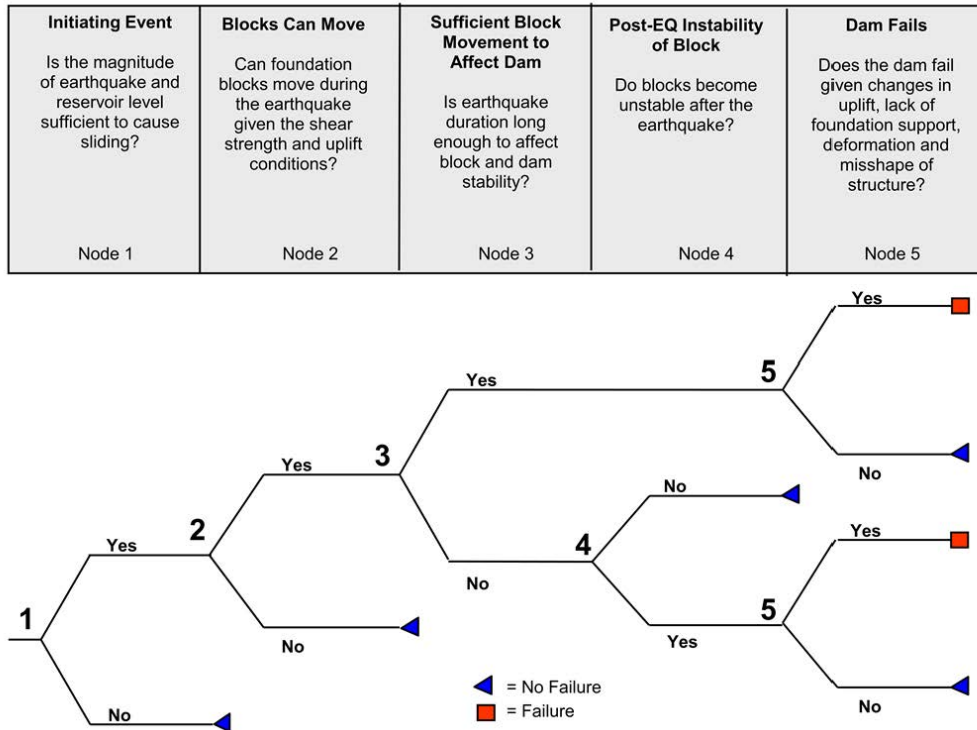 Initiating Event
Is the magnitude
of earthquake and
reservoir level
sufficient to cause
sliding?
Node 1
Blocks Can Move
Can foundation
blocks move during
the earthquake
given the shear
strength and uplift
conditions?
Node 2
Sufficient Block
Movement to
Affect Dam
Is earthquake
duration long
enough to affect
block and dam
stability?
Node 3
Post-EQ Instability
of Block
Do blocks become
unstable after the
earthquake?
Node 4
Dam Fails
Does the dam fail
given changes in
uplift, lack of
foundation support,
deformation and
misshape of
structure?
Node 5
Yes
5
Yes
No
Yes
3
No
Yes
2
4
Yes
No
1
No
Yes
5
No
No
No
= No Failure
= Failure